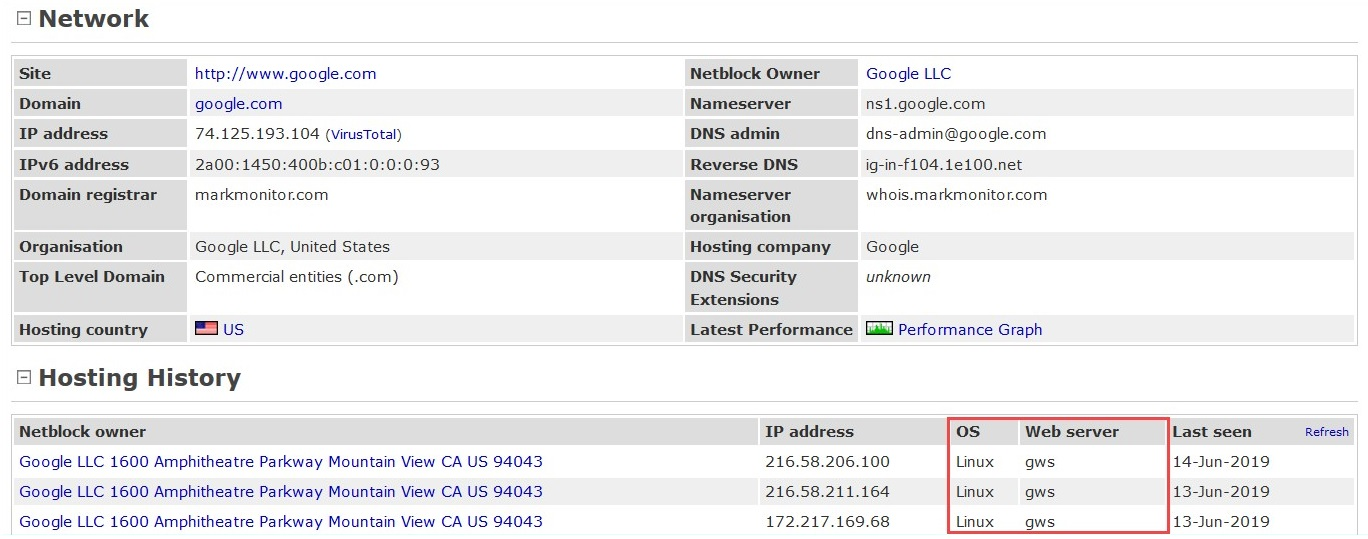 Network
Site http://www.google.com Netblock Owner Google LLC
Domain google.com Nameserver ns1.google.com
IP address 74.125.193.104 (VirusTotal) DNS admin dns-admin@google.com
IPv6 address 2a00:1450:400b:c01:0:0:0:93 Reverse DNS ig-in-f104.1e100.net
Domain registrar markmonitor.com Nameserver whois.markmonitor.com
organisation
Organisation Google LLC, United States Hosting company Google
Top Level Domain Commercial entities (.com) DNS Security unknown
Extensions
Hosting country US Latest Performance Performance Graph
Hosting History
Netblock owner IP address OS Web server Last seen Refresh
Google LLC 1600 Amphitheatre Parkway Mountain View CA US 94043 216.58.206.100 Linux gws 14-Jun-2019
Google LLC 1600 Amphitheatre Parkway Mountain View CA US 94043 216.58.211.164 Linux gws 13-Jun-2019
Google LLC 1600 Amphitheatre Parkway Mountain View CA US 94043 172.217.169.68 Linux gws 13-Jun-2019